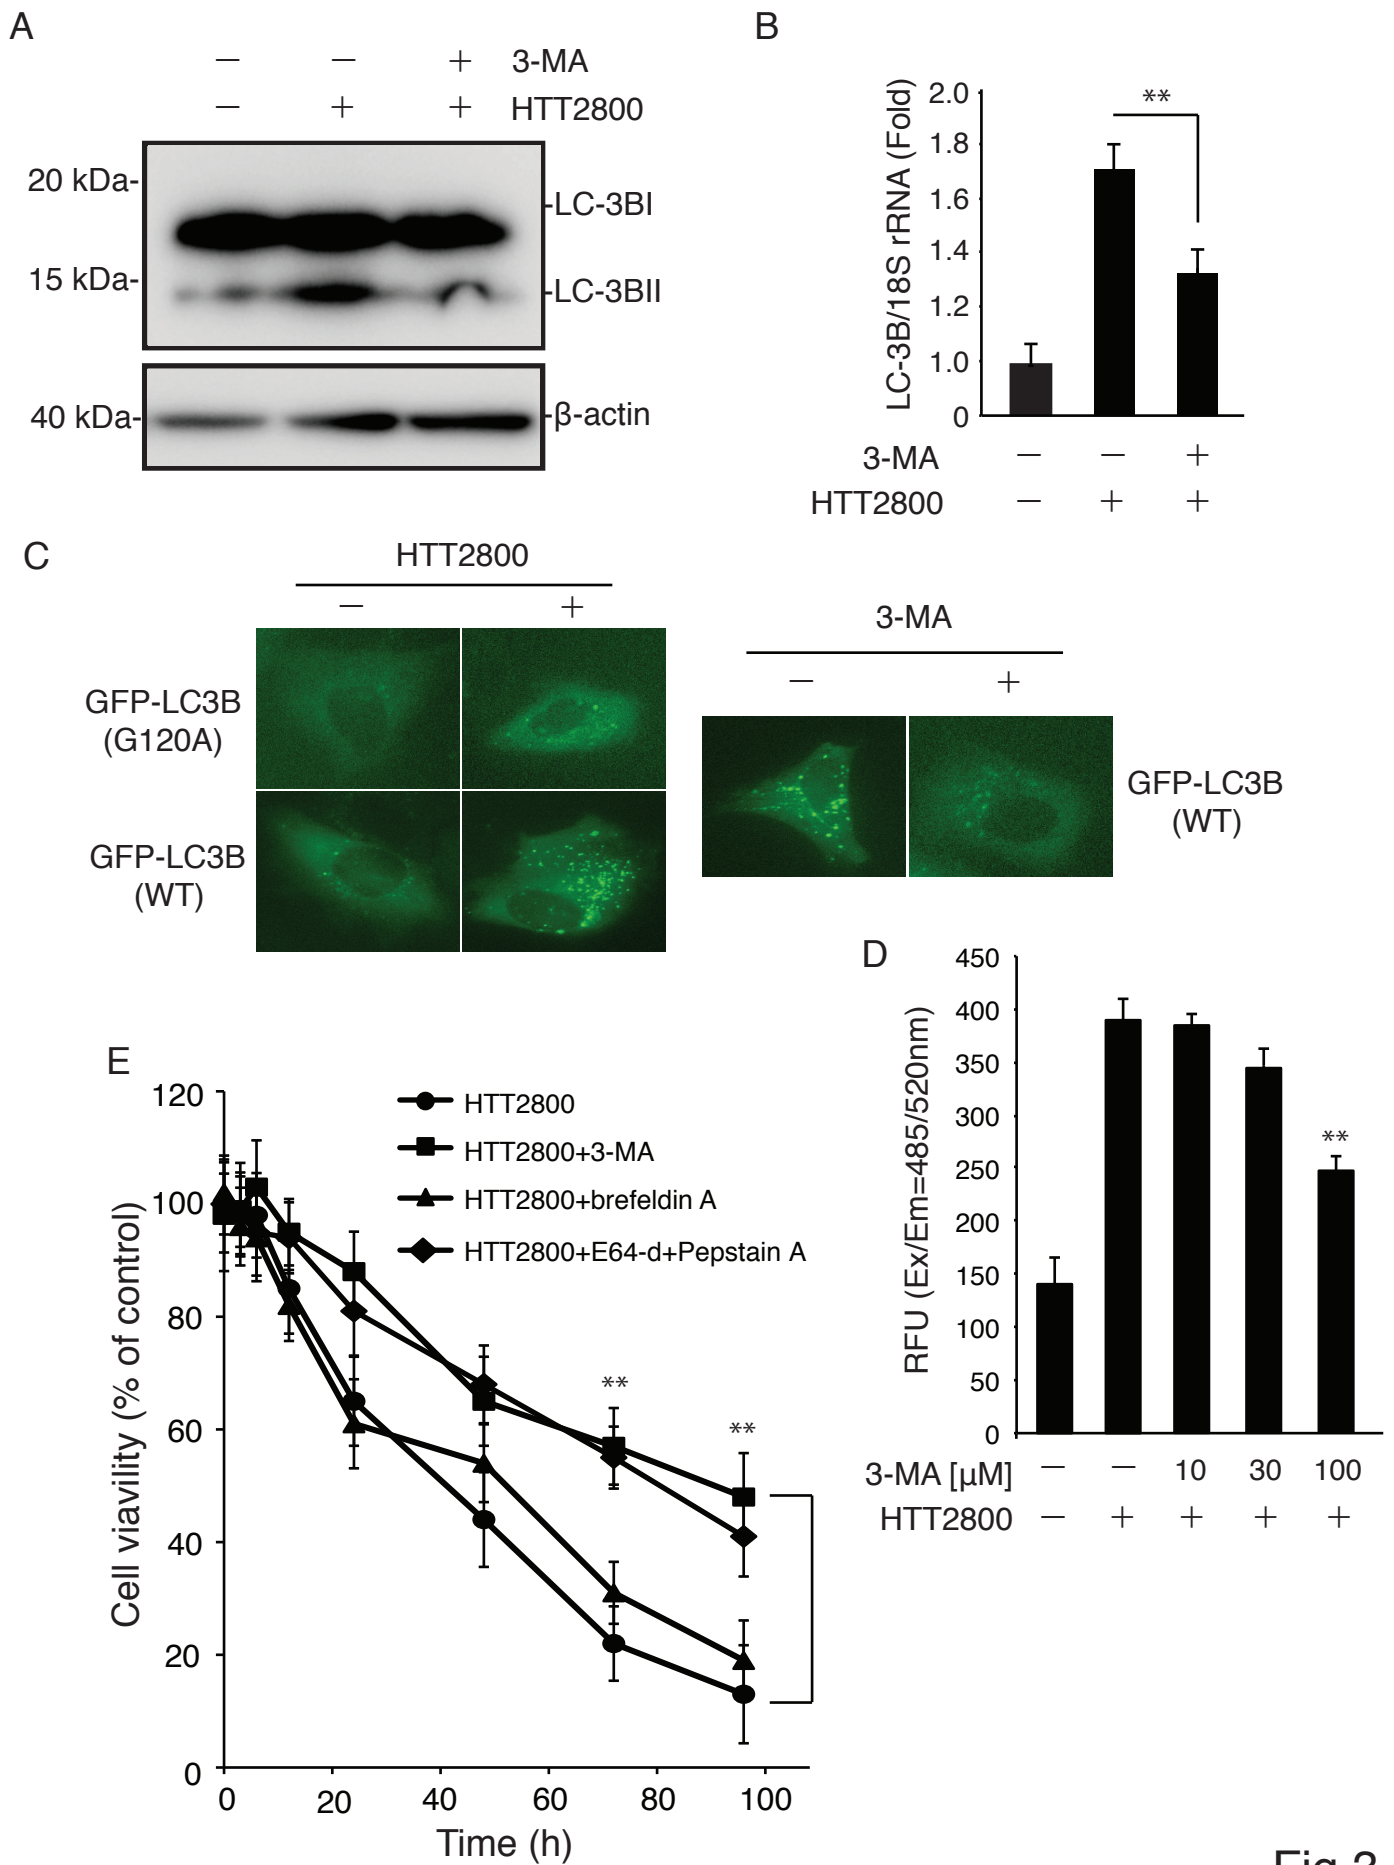 A
− − + 3-MA
− + + HTT2800
20 kDa-
-LC-3BI
15 kDa-
-LC-3BII
40 kDa-
-β-actin
B
LC-3B/18S rRNA (Fold)
2.0
1.8
1.6
1.4
1.2
1.0
0
**
3-MA − − +
HTT2800 − + +
C
HTT2800
− +
GFP-LC3B
(G120A)
GFP-LC3B
(WT)
3-MA
− +
GFP-LC3B
(WT)
D
RFU (Ex/Em=485/520nm)
450
400
350
300
250
200
150
100
50
0
**
3-MA [μM] − − 10 30 100
HTT2800 − + + + +
E
Cell viavility (% of control)
120
100
80
60
40
20
0
HTT2800
HTT2800+3-MA
HTT2800+brefeldin A
HTT2800+E64-d+Pepstain A
**
**
0 20 40 60 80 100
Time (h)